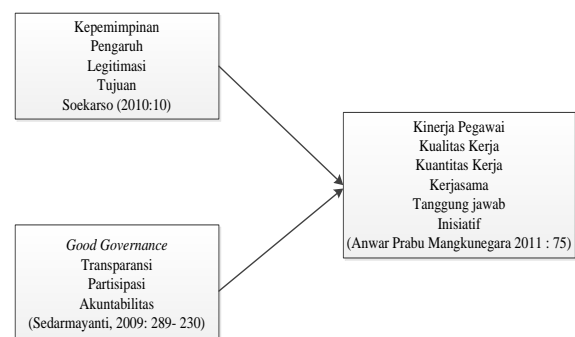 Kepemimpinan
Pengaruh
Legitimasi
Tujuan
Soekarso (2010:10)
Good Governance
Transparansi
Partisipasi
Akuntabilitas
(Sedarmayanti, 2009: 289- 230)
Kinerja Pegawai
Kualitas Kerja
Kuantitas Kerja
Kerjasama
Tanggung jawab
Inisiatif
(Anwar Prabu Mangkunegara 2011 : 75)